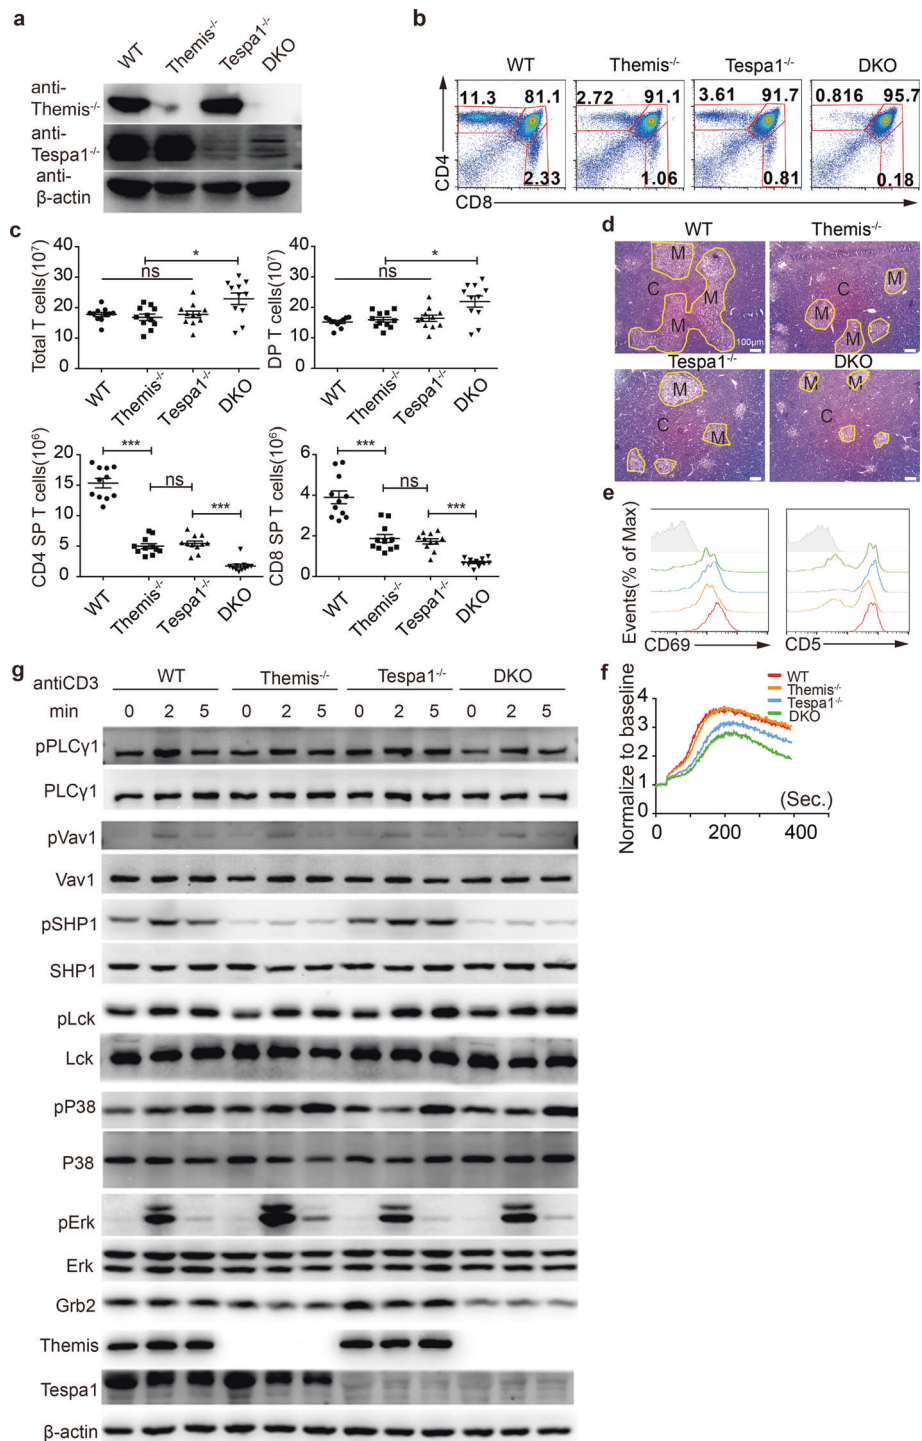 a
WT
Themis-/-
Tespa1-/-
DKO
anti-
Themis-/-
anti-
Tespa1-/-
anti-
β-actin
b
WT Themis-/- Tespa1-/- DKO
11.3 81.1 2.72 91.1 3.61 91.7 0.816 95.7
2.33 1.06 0.81 0.18
CD4
CD8
c
Total T cells(10⁷)
40
30
20
10
0
*
ns
WT
Themis-/-
Tespa1-/-
DKO
DP T cells(10⁷)
40
30
20
10
0
*
ns
WT
Themis-/-
Tespa1-/-
DKO
CD4 SP T cells(10⁶)
20
15
10
5
0
***
ns
***
WT
Themis-/-
Tespa1-/-
DKO
CD8 SP T cells(10⁶)
6
4
2
0
***
ns
***
WT
Themis-/-
Tespa1-/-
DKO
d
WT Themis-/-
M
C M
M
100μm
C M
M
M
Tespa1-/- DKO
M
C
M
M M
C
e
Events(% of Max)
CD69 CD5
f
WT
Themis-/-
Tespa1-/-
DKO
Normalize to baseline
4
3
2
1
0
0 200 400
(Sec.)
g
antiCD3 WT Themis-/- Tespa1-/- DKO
min 0 2 5 0 2 5 0 2 5 0 2 5
pPLCγ1
PLCγ1
pVav1
Vav1
pSHP1
SHP1
pLck
Lck
pP38
P38
pErk
Erk
Grb2
Themis
Tespa1
β-actin